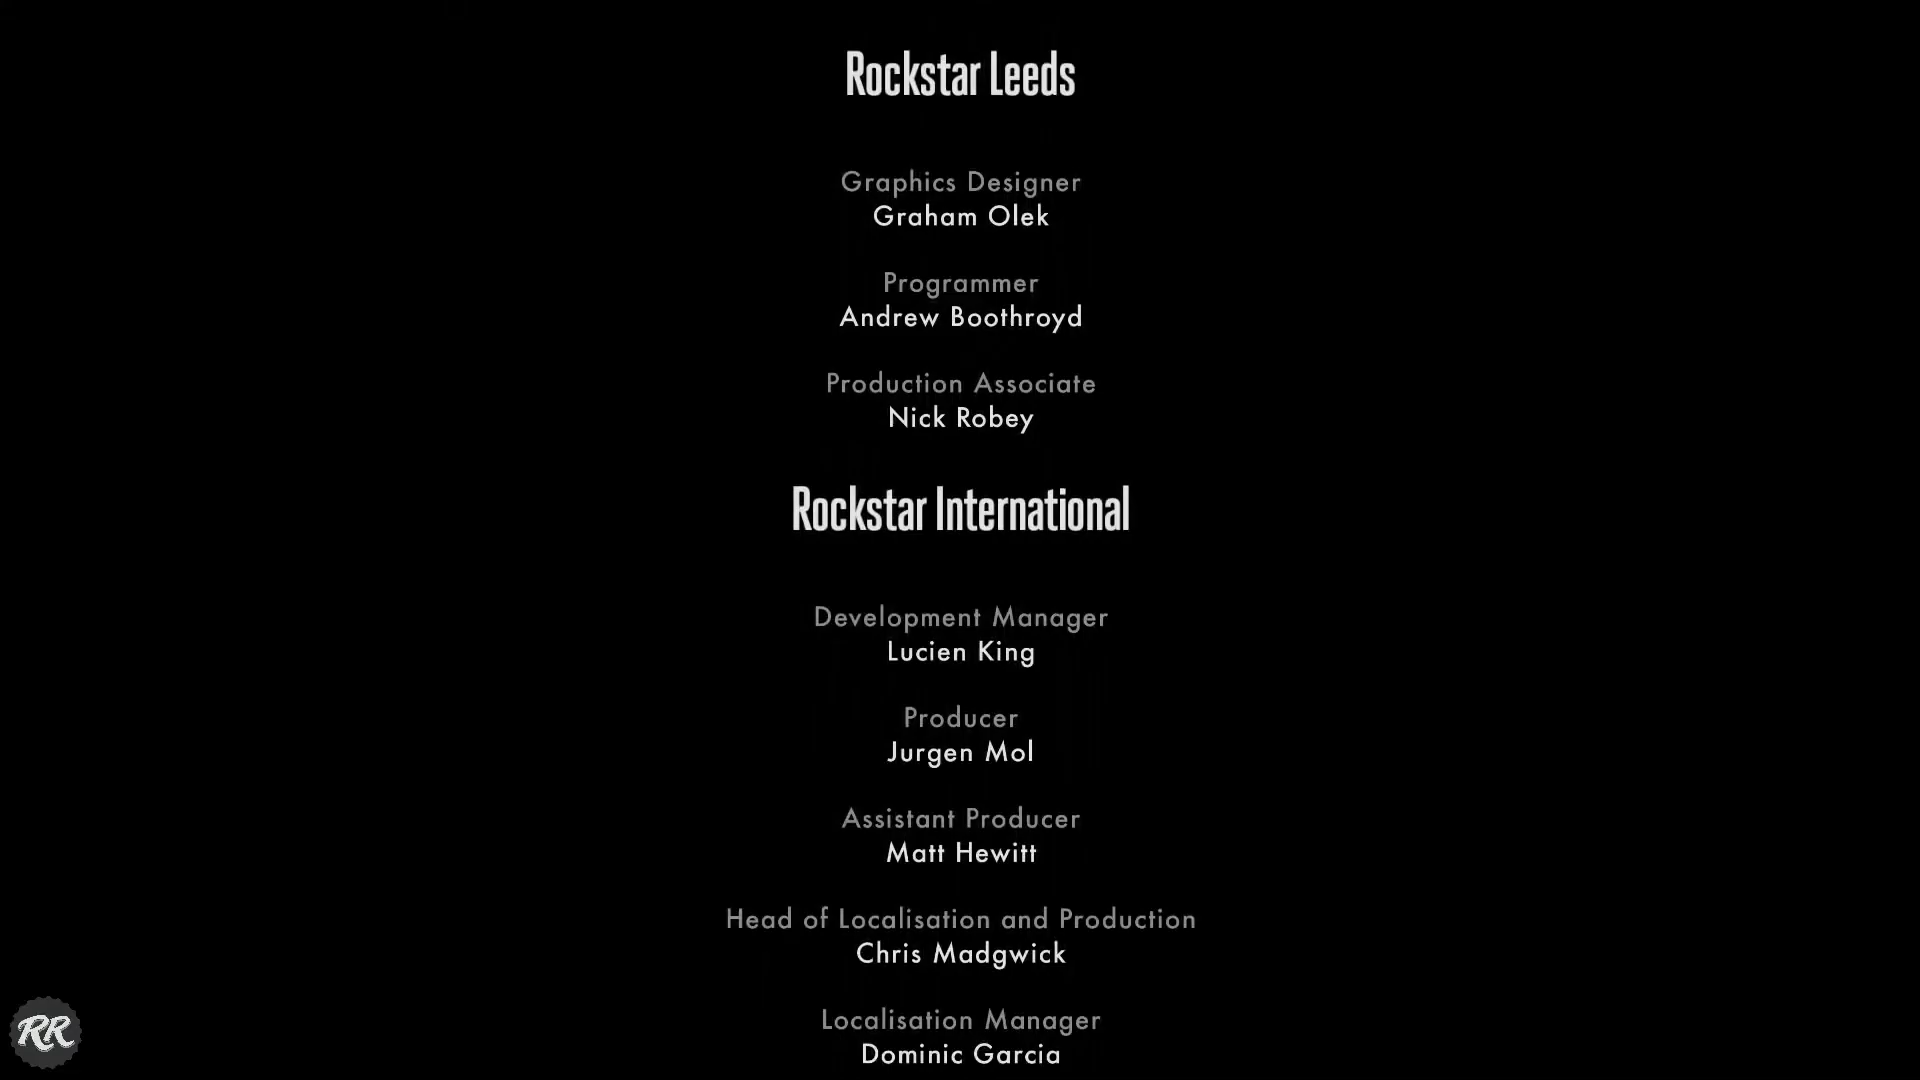 Rockstar Leeds
Graphics Designer
Graham Olek
Programmer
Andrew Boothroyd
Production Associate
Nick Robey
Rockstar International
Development Manager
Lucien King
Producer
Jurgen Mol
Assistant Producer
Matt Hewitt
Head of Localisation and Production
Chris Madgwick
Localisation Manager
Dominic Garcia
RR